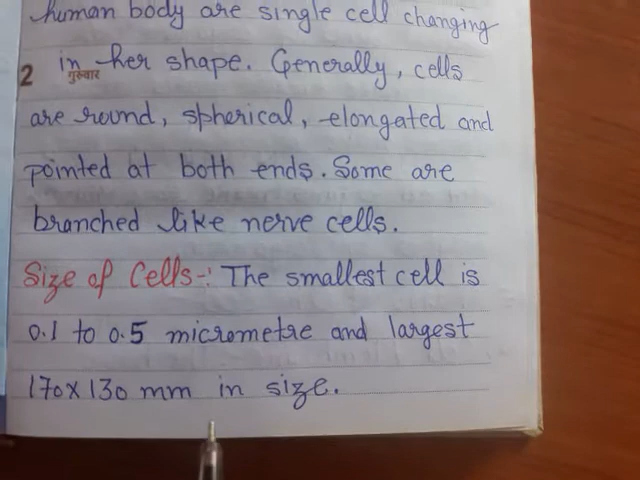 human body are single cell changing
in her shape. Generally, cells
2 गुरुवार
are round, spherical, elongated and
pointed at both ends. Some are
branched like nerve cells.
Size of Cells-: The smallest cell is
0.1 to 0.5 micrometre and largest
170x130 mm in size.